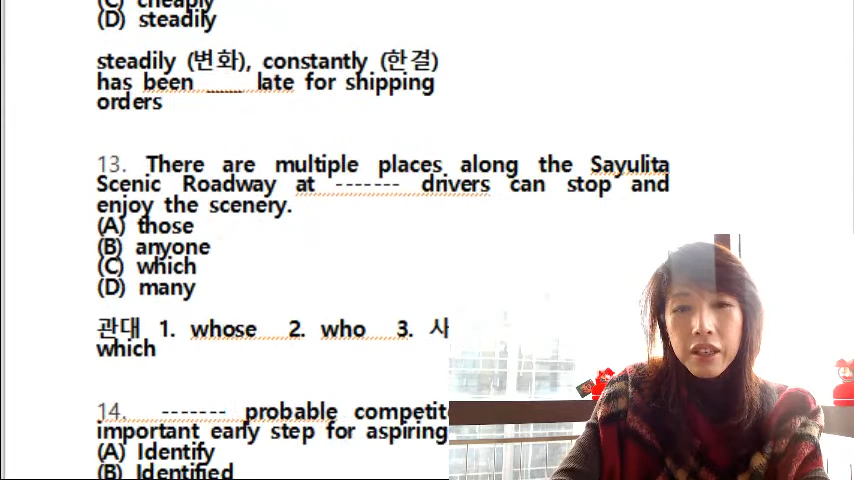 (C) cheaply
(D) steadily
steadily (변화), constantly (한결)
has been ____ late for shipping
orders
13. There are multiple places along the Sayulita
Scenic Roadway at ------- drivers can stop and
enjoy the scenery.
(A) those
(B) anyone
(C) which
(D) many
관대 1. whose 2. who 3. 사
which
14. ------- probable
important early step for aspiring
(A) Identify
(B) Identified